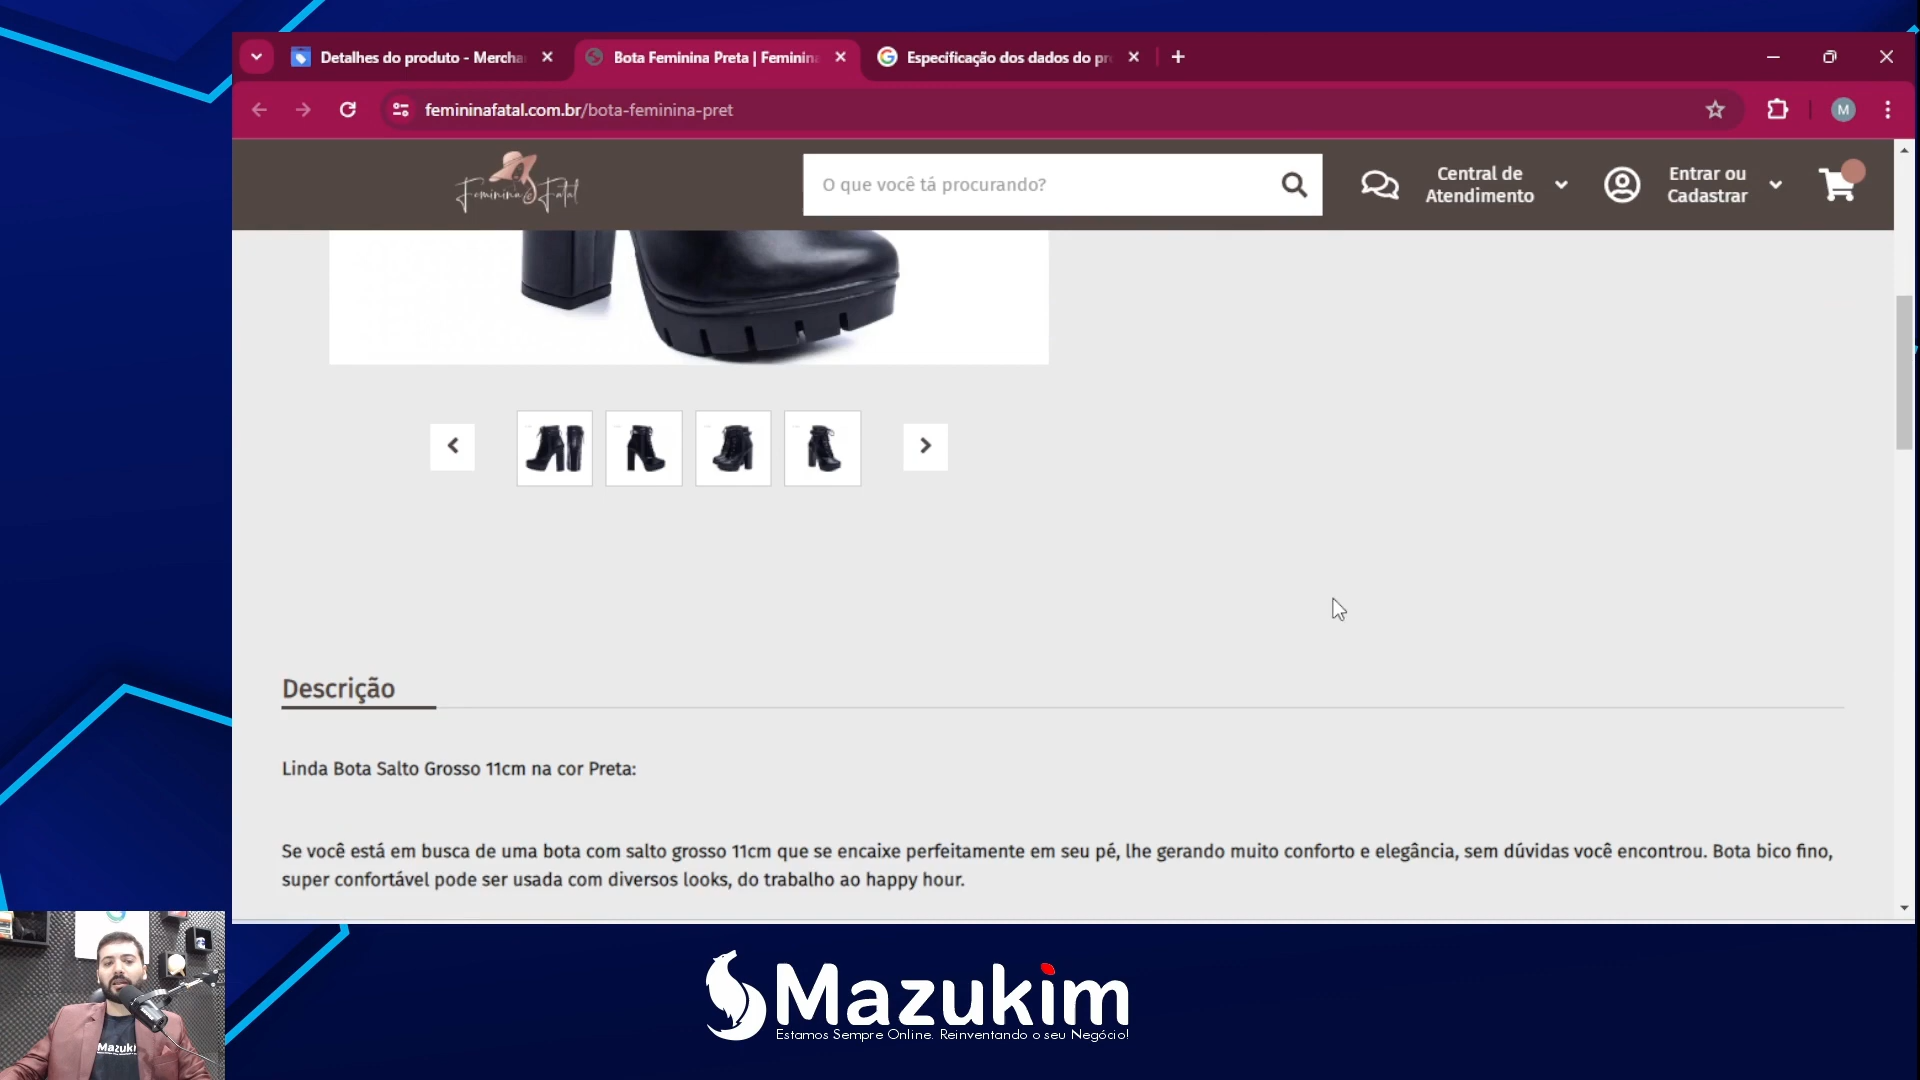 Detalhes do produto - Mercha
Bota Feminina Preta | Feminina
Especificação dos dados do pr
femininafatal.com.br/bota-feminina-pret
M
Feminina Fatal
O que você tá procurando?
Central de
Atendimento
Entrar ou
Cadastrar
Descrição
Linda Bota Salto Grosso 11cm na cor Preta:
Se você está em busca de uma bota com salto grosso 11cm que se encaixe perfeitamente em seu pé, lhe gerando muito conforto e elegância, sem dúvidas você encontrou. Bota bico fino,
super confortável pode ser usada com diversos looks, do trabalho ao happy hour.
Mazukim
Estamos Sempre Online. Reinventando o seu Negócio!